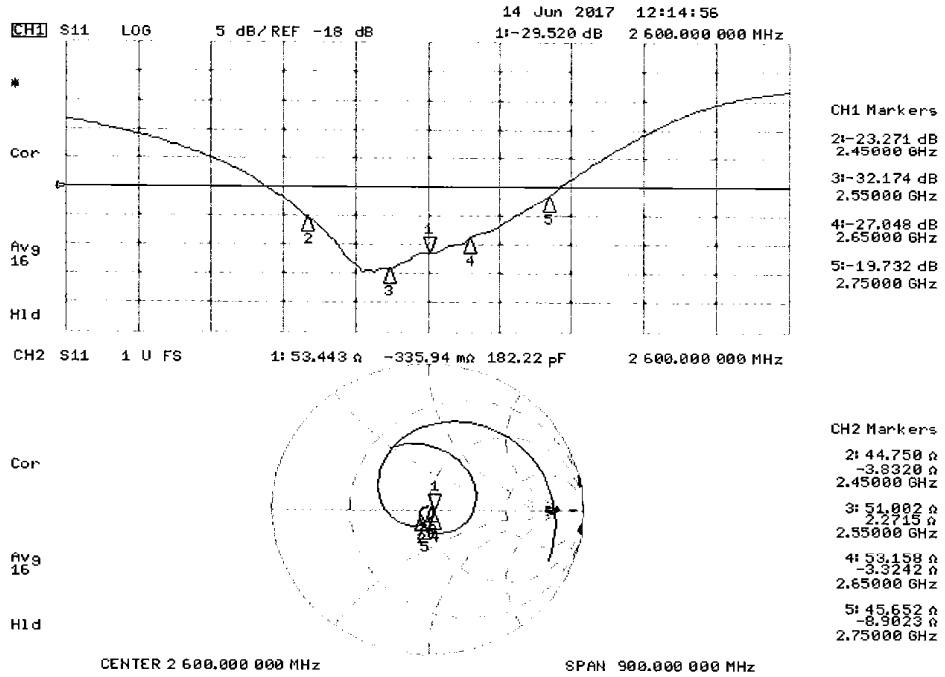 14 Jun 2017 12:14:56
CH1 S11 LOG 5 dB/REF -18 dB 1:-29.520 dB 2 600.000 000 MHz
*
CH1 Markers
2:-23.271 dB
2.45000 GHz
Cor
3:-32.174 dB
2.55000 GHz
1
2
3
4
5
4:-27.048 dB
2.65000 GHz
Avg
16
5:-19.732 dB
2.75000 GHz
Hld
CH2 S11 1 U FS 1:53.443 Ω -335.94 mΩ 182.22 pF 2 600.000 000 MHz
CH2 Markers
2:44.750 Ω
-3.8320 Ω
2.45000 GHz
Cor
1
4
5
3:51.002 Ω
2.2715 Ω
2.55000 GHz
Avg
16
4:53.158 Ω
-3.3242 Ω
2.65000 GHz
5:45.652 Ω
-8.9023 Ω
2.75000 GHz
Hld
CENTER 2 600.000 000 MHz SPAN 900.000 000 MHz